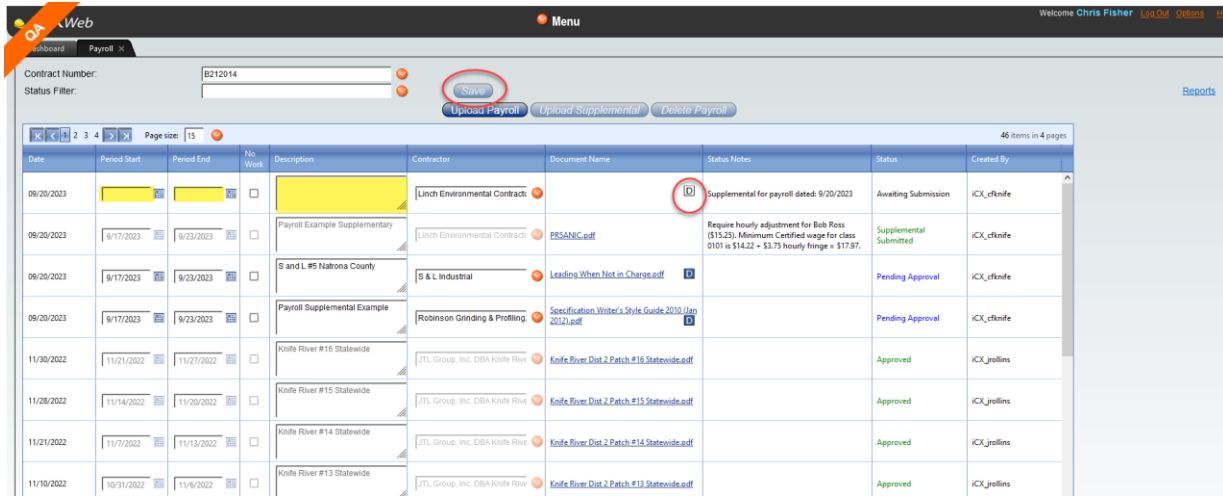 Web
Menu
Welcome Chris Fisher Log Out Options H
QA
Dashboard
Payroll ×
Contract Number: B212014
Status Filter:
Save
Reports
Upload Payroll Upload Supplemental Delete Payroll
1 2 3 4 Page size: 15 46 items in 4 pages
Date Period Start Period End No Work Description Contractor Document Name Status Notes Status Created By
09/20/2023 Linch Environmental Contractc D Supplemental for payroll dated: 9/20/2023 Awaiting Submission iCX_cfknife
09/20/2023 9/17/2023 9/23/2023 Payroll Example Supplementary Linch Environmental Contractc PR5ANIC.pdf Require hourly adjustment for Bob Ross
($15.25). Minimum Certified wage for class
0101 is $14.22 + $3.75 hourly fringe = $17.97. Supplemental
Submitted iCX_cfknife
09/20/2023 9/17/2023 9/23/2023 S and L #5 Natrona County S & L Industrial Leading When Not in Charge.pdf D Pending Approval iCX_cfknife
09/20/2023 9/17/2023 9/23/2023 Payroll Supplemental Example Robinson Grinding & Profiling, Specification Writer's Style Guide 2010 (Jan
2012).pdf D Pending Approval iCX_cfknife
11/30/2022 11/21/2022 11/27/2022 Knife River #16 Statewide JTL Group, Inc. DBA Knife Rive Knife River Dist 2 Patch #16 Statewide.pdf Approved iCX_jrollins
11/28/2022 11/14/2022 11/20/2022 Knife River #15 Statewide JTL Group, Inc. DBA Knife Rive Knife River Dist 2 Patch #15 Statewide.pdf Approved iCX_jrollins
11/21/2022 11/7/2022 11/13/2022 Knife River #14 Statewide JTL Group, Inc. DBA Knife Rive Knife River Dist 2 Patch #14 Statewide.pdf Approved iCX_jrollins
11/10/2022 10/31/2022 11/6/2022 Knife River #13 Statewide JTL Group, Inc. DBA Knife Rive Knife River Dist 2 Patch #13 Statewide.pdf Approved iCX_jrollins